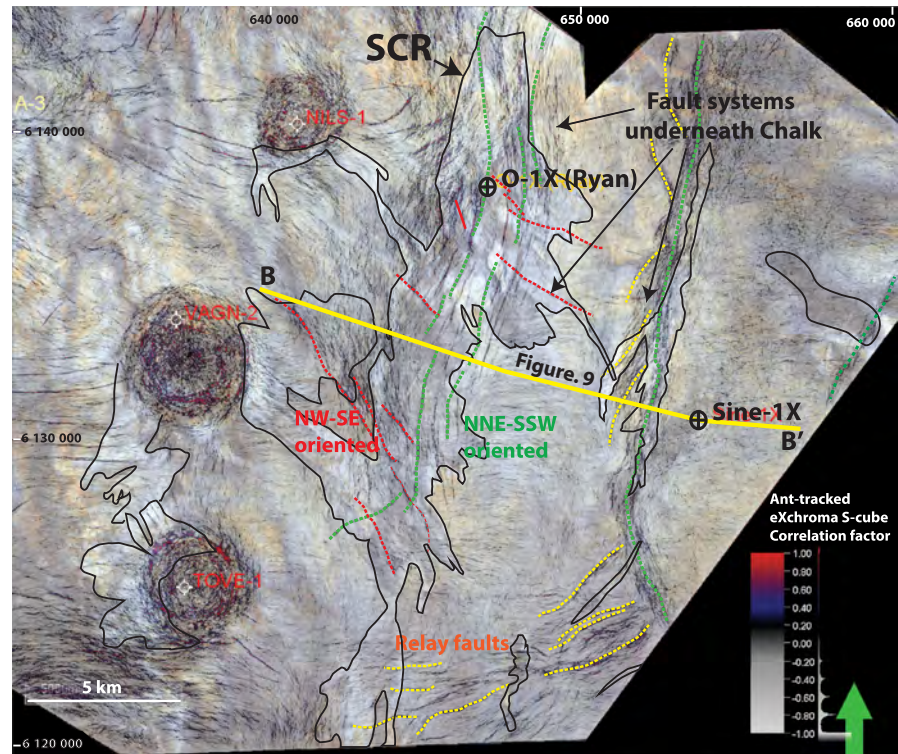 640 000
650 000
660 000
SCR
A-3
NILS-1
Fault systems
underneath Chalk
6 140 000
O-1X (Ryan)
B
VAGN-2
Figure. 9
Sine-1X
NW-SE
oriented
NNE-SSW
oriented
6 130 000
B'
Ant-tracked
eXchroma S-cube
Correlation factor
1.00
0.80
0.60
0.40
0.20
0.00
-0.20
-0.40
-0.60
-0.80
-1.00
TOVE-1
Relay faults
5 km
6 120 000